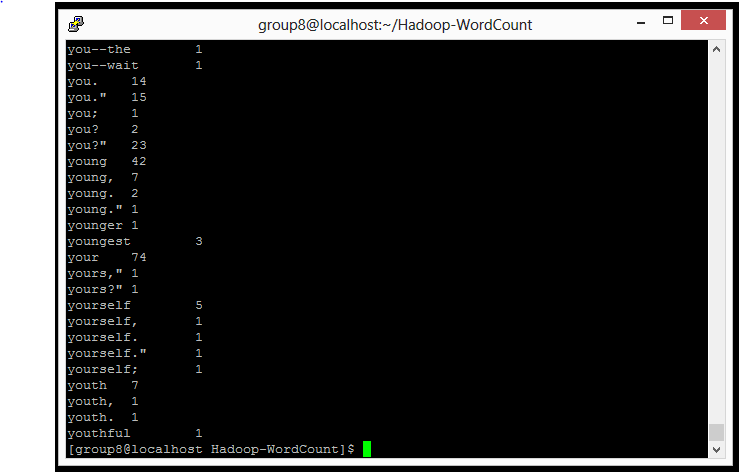 group8@localhost:~/Hadoop-WordCount
you--the 1
you--wait 1
you. 14
you." 15
you; 1
you? 2
you?" 23
young 42
young, 7
young. 2
young." 1
younger 1
youngest 3
your 74
yours," 1
yours?" 1
yourself 5
yourself, 1
yourself. 1
yourself." 1
yourself; 1
youth 7
youth, 1
youth. 1
youthful 1
[group8@localhost Hadoop-WordCount]$